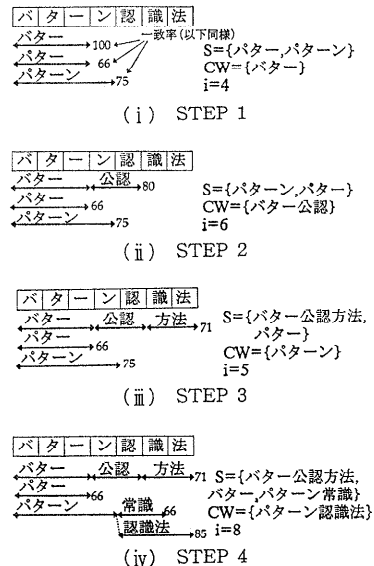 バターン認識法
バター 100 一致率(以下同様)
パター 66 S={パター,パターン}
パターン 75 CW={バター}
i=4
(ⅰ) STEP 1
バターン認識法
バター 公認 80 S={パターン,パター}
パター 66 CW={バター公認}
パターン 75 i=6
(ⅱ) STEP 2
バターン認識法
バター 公認 方法 71 S={バター公認方法,
パター 66 パター}
パターン 75 CW={パターン}
i=5
(ⅲ) STEP 3
バターン認識法
バター 公認 方法 71 S={バター公認方法,
パター 66 パター,パターン常識}
パターン 常識 66 CW={パターン認識法}
認識法 85 i=8
(ⅳ) STEP 4